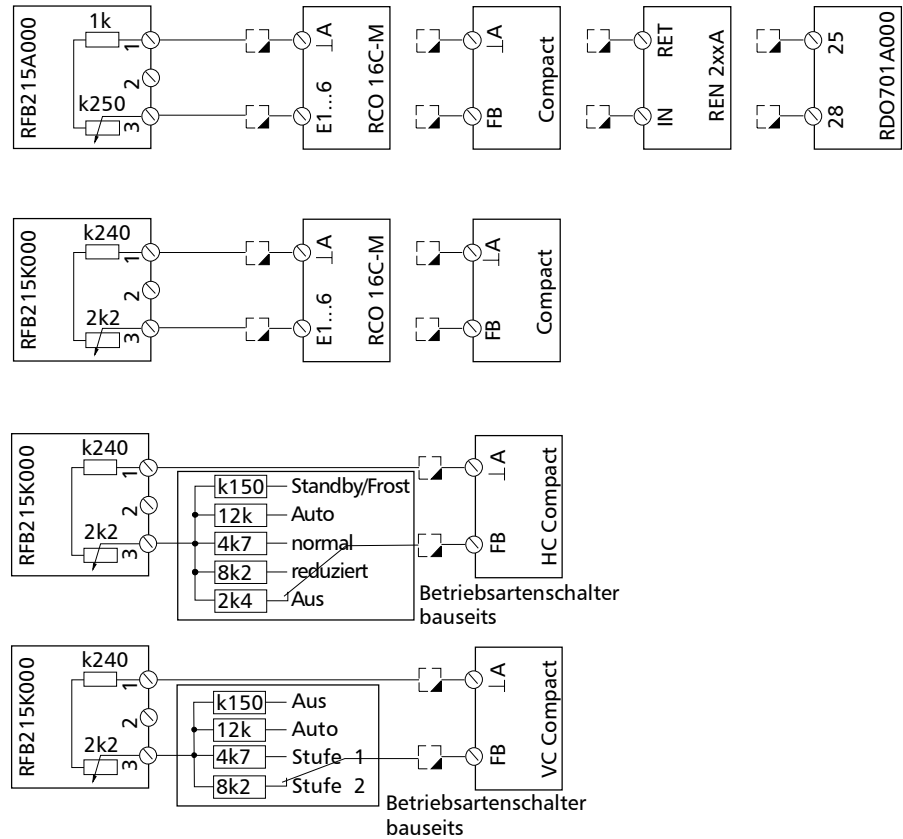 RFB215A000
1k
1
2
k250
3
⊥A
E1...6
RCO 16C-M
⊥A
FB
Compact
RET
IN
REN 2xxA
25
28
RDO701A000
RFB215K000
k240
1
2
2k2
3
⊥A
E1...6
RCO 16C-M
⊥A
FB
Compact
RFB215K000
k240
1
2
2k2
3
k150 Standby/Frost
12k Auto
4k7 normal
8k2 reduziert
2k4 Aus
⊥A
FB
HC Compact
Betriebsartenschalter
bauseits
RFB215K000
k240
1
2
2k2
3
k150 Aus
12k Auto
4k7 Stufe 1
8k2 Stufe 2
⊥A
FB
VC Compact
Betriebsartenschalter
bauseits